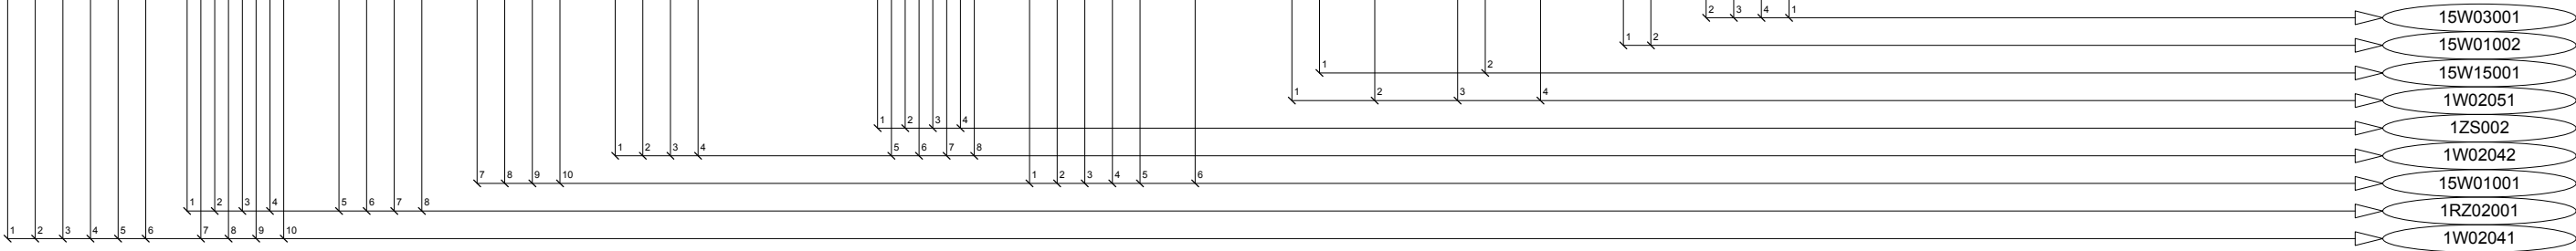 2 3 4 1 15W03001
1 2 15W01002
1 2 15W15001
1 2 3 4 1W02051
1 2 3 4 1ZS002
1 2 3 4 5 6 7 8 1W02042
7 8 9 10 1 2 3 4 5 6 15W01001
1 2 3 4 5 6 7 8 1RZ02001
1 2 3 4 5 6 7 8 9 10 1W02041